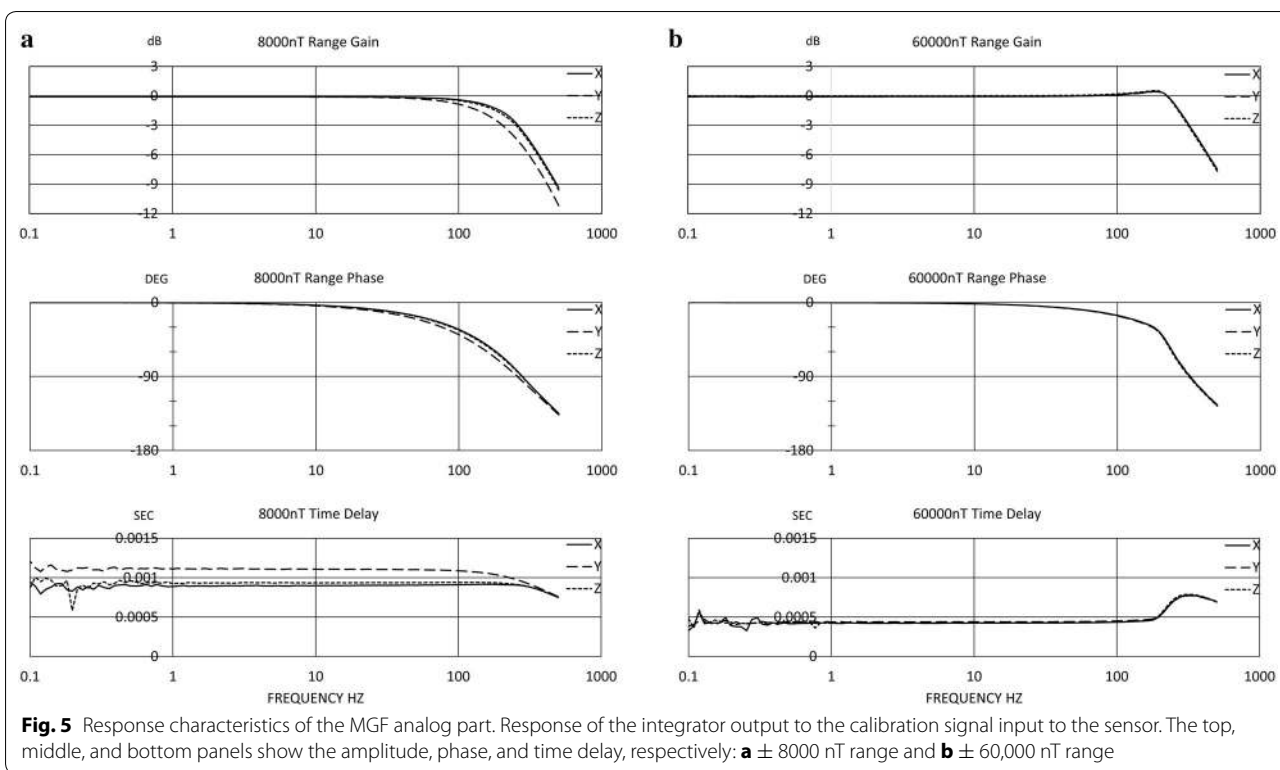 a
dB
8000nT Range Gain
3
0
-3
-6
-9
-12
X
Y
Z
0.1 1 10 100 1000
DEG
8000nT Range Phase
0
-90
-180
X
Y
Z
0.1 1 10 100 1000
SEC
8000nT Time Delay
0.0015
0.001
0.0005
0
X
Y
Z
0.1 1 10 100 1000
FREQUENCY HZ
b
dB
60000nT Range Gain
3
0
-3
-6
-9
-12
X
Y
Z
0.1 1 10 100 1000
DEG
60000nT Range Phase
0
-90
-180
X
Y
Z
0.1 1 10 100 1000
SEC
60000nT Time Delay
0.0015
0.001
0.0005
0
X
Y
Z
0.1 1 10 100 1000
FREQUENCY HZ
Fig. 5 Response characteristics of the MGF analog part. Response of the integrator output to the calibration signal input to the sensor. The top,
middle, and bottom panels show the amplitude, phase, and time delay, respectively: a ± 8000 nT range and b ± 60,000 nT range